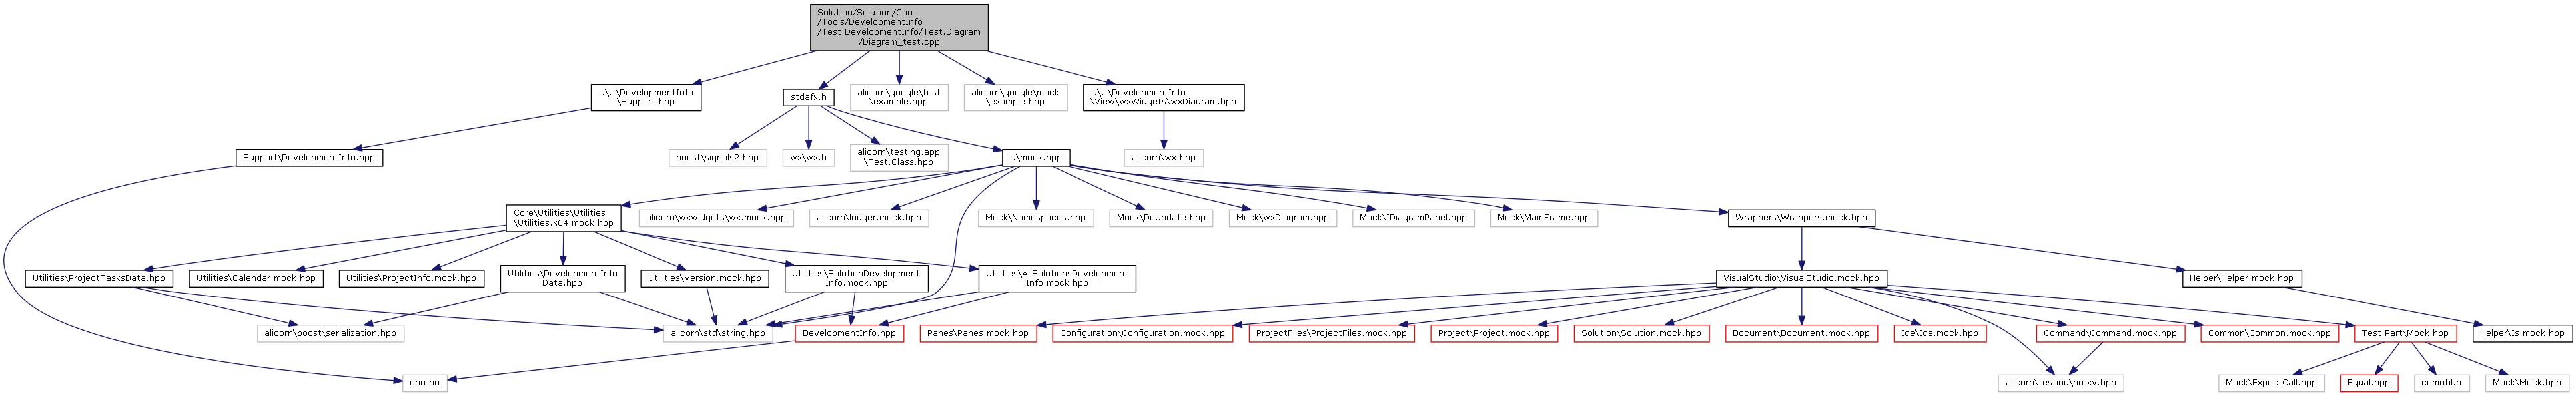 Solution/Solution/Core
/Tools/DevelopmentInfo
/Test.DevelopmentInfo/Test.Diagram
/Diagram_test.cpp
..\..\DevelopmentInfo
\Support.hpp
stdafx.h
alicorn\google\test
\example.hpp
alicorn\google\mock
\example.hpp
..\..\DevelopmentInfo
\View\wxWidgets\wxDiagram.hpp
Support\DevelopmentInfo.hpp
boost\signals2.hpp
wx\wx.h
alicorn\testing.app
\Test.Class.hpp
..\mock.hpp
alicorn\wx.hpp
Core\Utilities\Utilities
\Utilities.x64.mock.hpp
alicorn\wxwidgets\wx.mock.hpp
alicorn\logger.mock.hpp
Mock\Namespaces.hpp
Mock\DoUpdate.hpp
Mock\wxDiagram.hpp
Mock\IDiagramPanel.hpp
Mock\MainFrame.hpp
Wrappers\Wrappers.mock.hpp
Utilities\ProjectTasksData.hpp
Utilities\Calendar.mock.hpp
Utilities\ProjectInfo.mock.hpp
Utilities\DevelopmentInfo
Data.hpp
Utilities\Version.mock.hpp
Utilities\SolutionDevelopment
Info.mock.hpp
Utilities\AllSolutionsDevelopment
Info.mock.hpp
VisualStudio\VisualStudio.mock.hpp
Helper\Helper.mock.hpp
alicorn\boost\serialization.hpp
alicorn\std\string.hpp
DevelopmentInfo.hpp
Panes\Panes.mock.hpp
Configuration\Configuration.mock.hpp
ProjectFiles\ProjectFiles.mock.hpp
Project\Project.mock.hpp
Solution\Solution.mock.hpp
Document\Document.mock.hpp
Ide\Ide.mock.hpp
Command\Command.mock.hpp
Common\Common.mock.hpp
Test.Part\Mock.hpp
Helper\Is.mock.hpp
chrono
alicorn\testing\proxy.hpp
Mock\ExpectCall.hpp
Equal.hpp
comutil.h
Mock\Mock.hpp